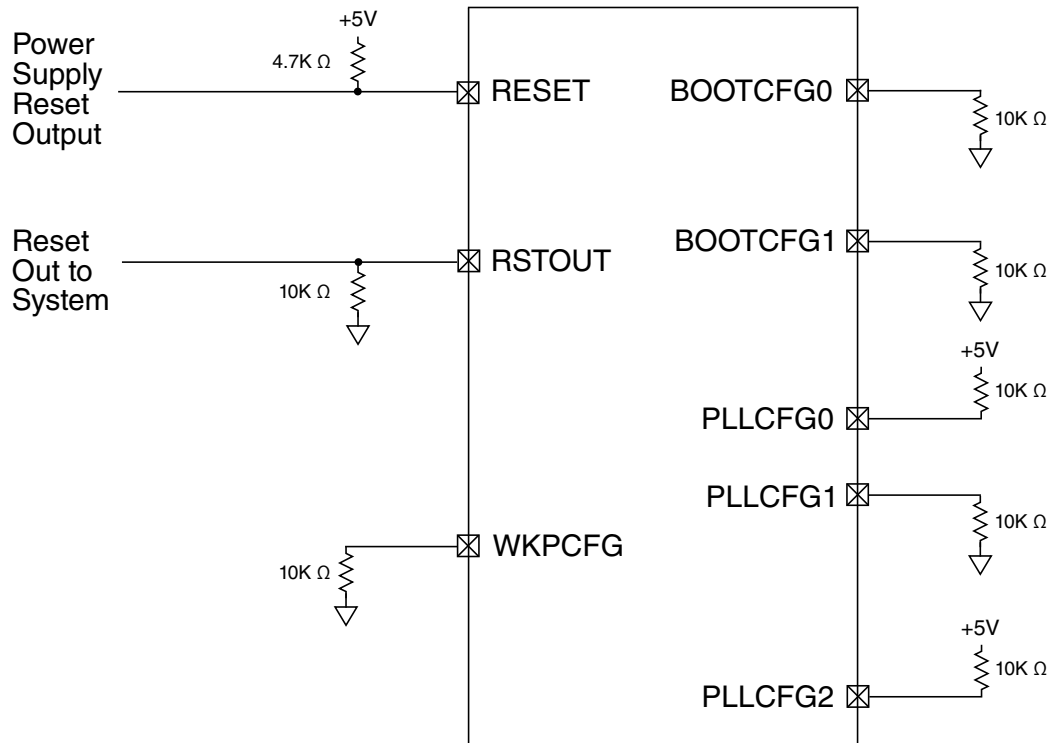 Power
Supply
Reset
Output
+5V
4.7K Ω
RESET
Reset
Out to
System
10K Ω
RSTOUT
10K Ω
WKPCFG
BOOTCFG0
10K Ω
BOOTCFG1
10K Ω
+5V
10K Ω
PLLCFG0
PLLCFG1
10K Ω
+5V
10K Ω
PLLCFG2